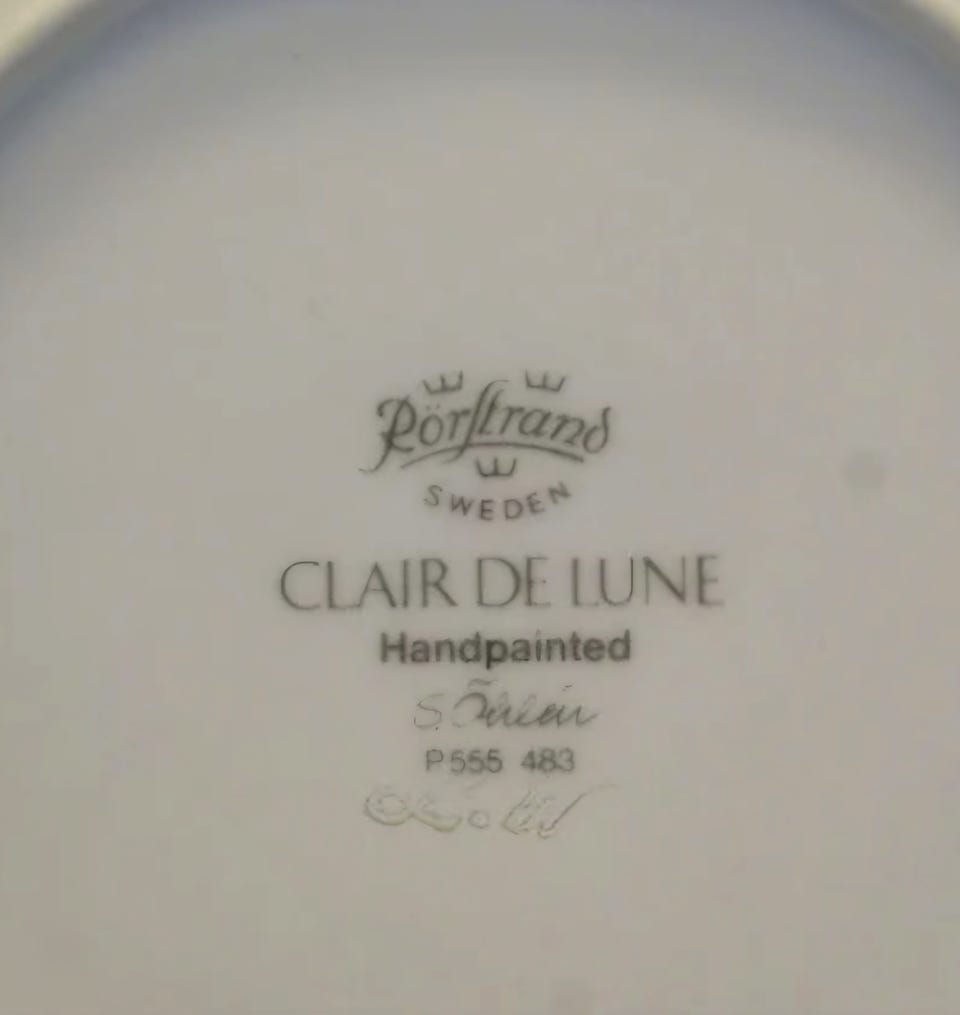 Rörstrand
SWEDEN
CLAIR DE LUNE
Handpainted
S.
P555 483